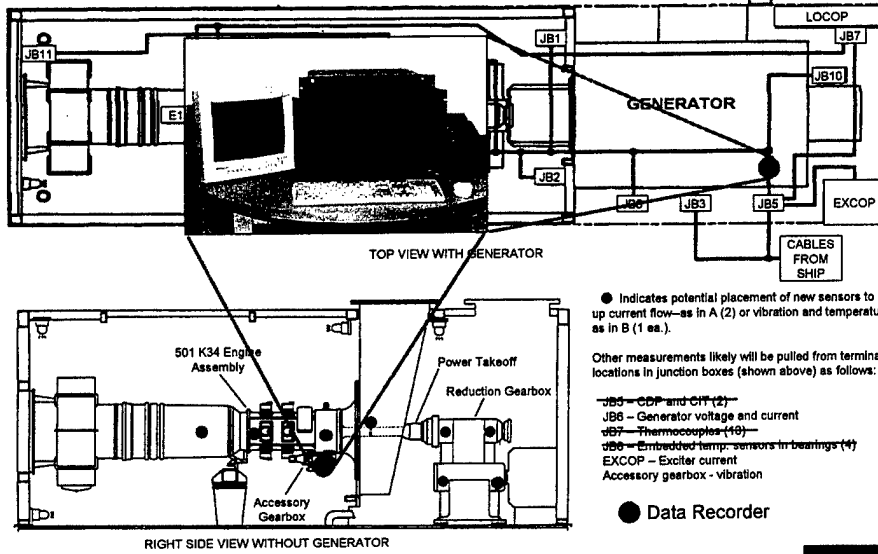 LOCOP
JB11
JB1
JB7
JB10
GENERATOR
E1
JB2
JB6
JB3
JB5
EXCOP
TOP VIEW WITH GENERATOR
CABLES
FROM
SHIP
● Indicates potential placement of new sensors to
up current flow—as in A (2) or vibration and temperatu
as in B (1 ea.).
Other measurements likely will be pulled from termina
locations in junction boxes (shown above) as follows:
JB5 – CDP and CIT (2)
JB6 – Generator voltage and current
JB7 – Thermocouples (18)
JB8 – Embedded temp. sensors in bearings (4)
EXCOP – Exciter current
Accessory gearbox - vibration
Data Recorder
501 K34 Engine
Assembly
Power Takeoff
Reduction Gearbox
Accessory
Gearbox
RIGHT SIDE VIEW WITHOUT GENERATOR